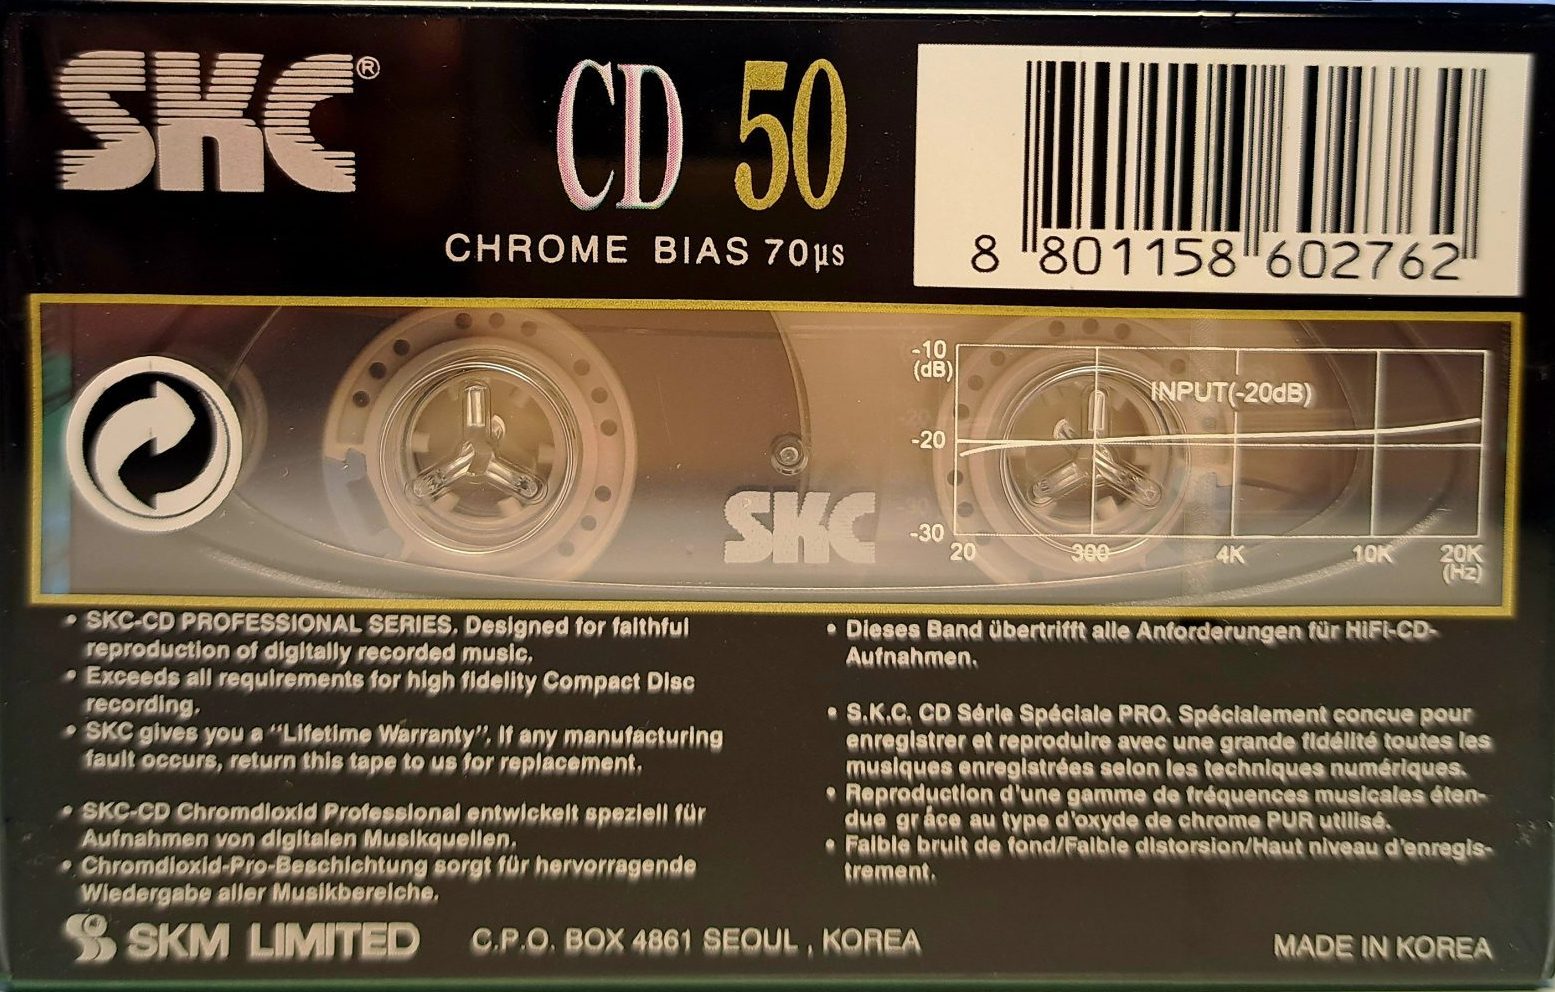 SKC®
CD 50
CHROME BIAS 70µs
8 801158 602762
-10
(dB)
INPUT(-20dB)
-20
-30
20 300 4K 10K 20K
(Hz)
SKC
• SKC-CD PROFESSIONAL SERIES. Designed for faithful
reproduction of digitally recorded music.
• Exceeds all requirements for high fidelity Compact Disc
recording.
• SKC gives you a "Lifetime Warranty". If any manufacturing
fault occurs, return this tape to us for replacement.
• SKC-CD Chromdioxid Professional entwickelt speziell für
Aufnahmen von digitalen Musikquellen.
• Chromdioxid-Pro-Beschichtung sorgt für hervorragende
Wiedergabe aller Musikbereiche.
• Dieses Band übertrifft alle Anforderungen für HiFi-CD-
Aufnahmen.
• S.K.C. CD Série Spéciale PRO. Spécialement concue pour
enregistrer et reproduire avec une grande fidélité toutes les
musiques enregistrées selon les techniques numériques.
• Reproduction d'une gamme de fréquences musicales éten-
due gr âce au type d'oxyde de chrome PUR utilisé.
• Faible bruit de fond/Faible distorsion/Haut niveau d'enregis-
trement.
SKM LIMITED C.P.O. BOX 4861 SEOUL , KOREA
MADE IN KOREA